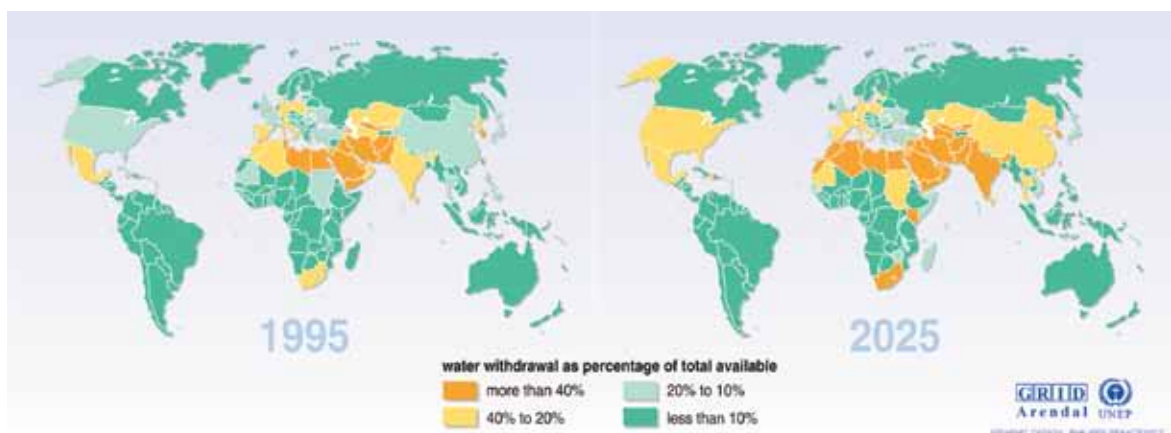 1995
2025
water withdrawal as percentage of total available
more than 40%
20% to 10%
40% to 20%
less than 10%
GRID
Arendal
UNEP